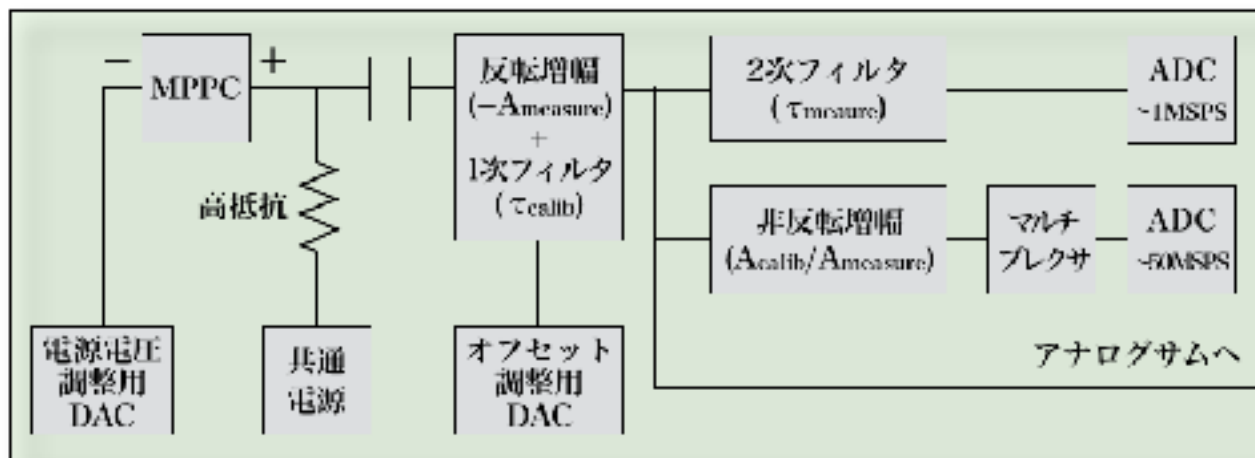 − MPPC +
反転増幅
(−Ameasure)
+
1次フィルタ
(τcalib)
2次フィルタ
(τmeaure)
ADC
~1MSPS
高抵抗
非反転増幅
(Acalib/Ameasure)
マルチ
プレクサ
ADC
~50MSPS
電源電圧
調整用
DAC
共通
電源
オフセット
調整用
DAC
アナログサムへ